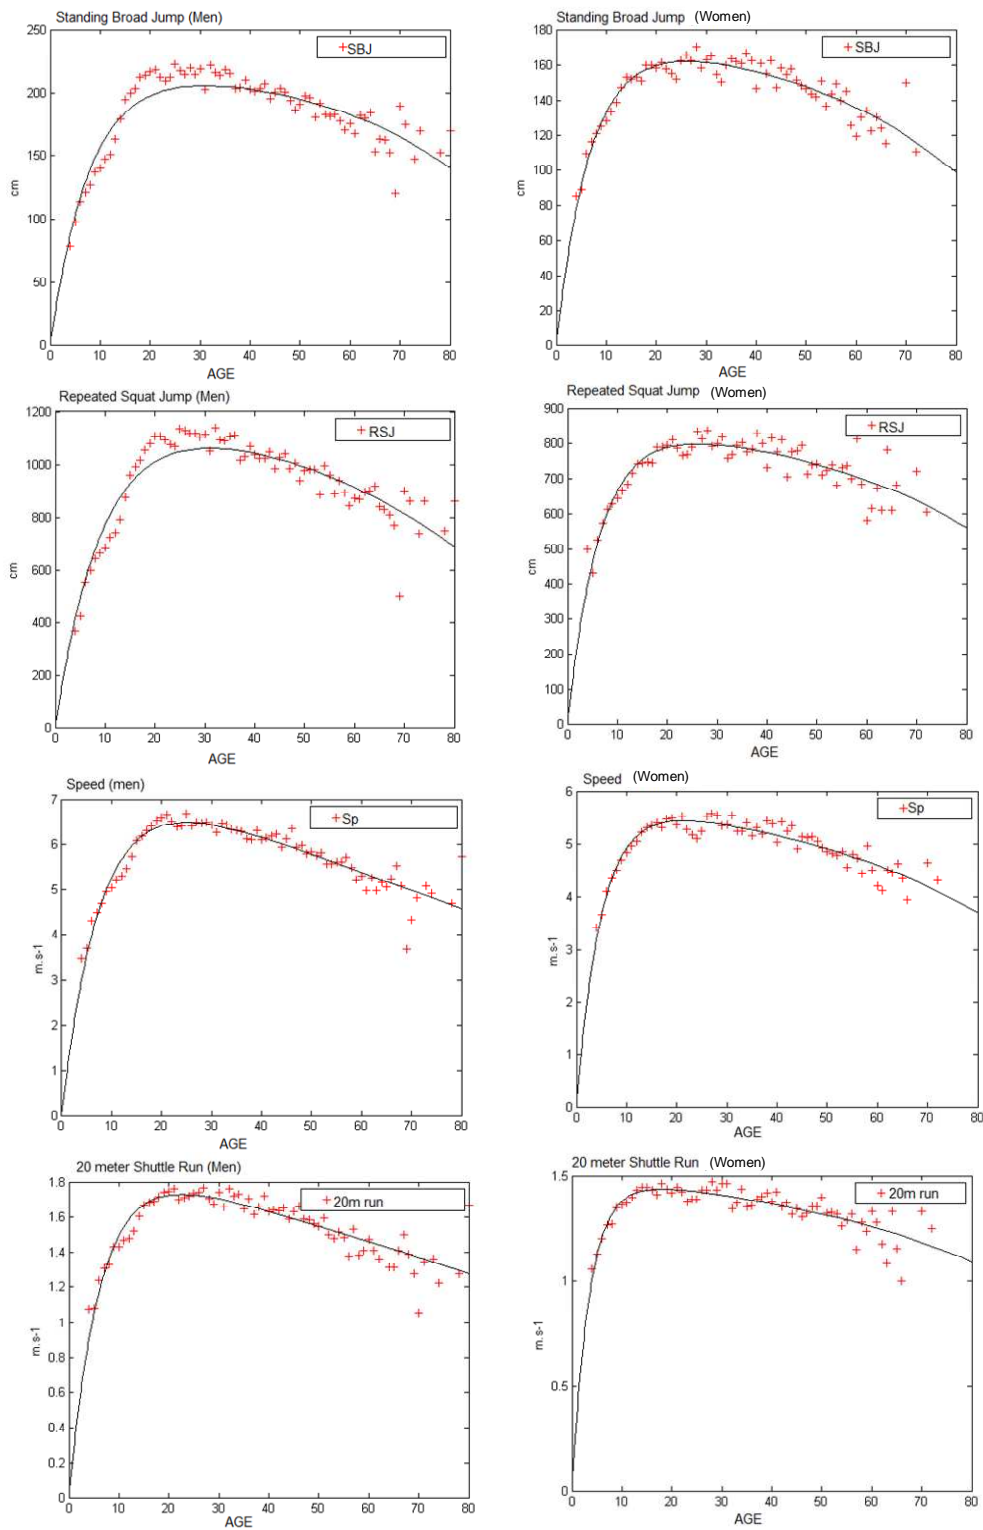 Standing Broad Jump (Men)
250
200
150
100
50
0
cm
SBJ
0 10 20 30 40 50 60 70 80
AGE
Standing Broad Jump (Women)
180
160
140
120
100
80
60
40
20
0
cm
SBJ
0 10 20 30 40 50 60 70 80
AGE
Repeated Squat Jump (Men)
1200
1000
800
600
400
200
0
cm
RSJ
0 10 20 30 40 50 60 70 80
AGE
Repeated Squat Jump (Women)
900
800
700
600
500
400
300
200
100
0
cm
RSJ
0 10 20 30 40 50 60 70 80
AGE
Speed (men)
7
6
5
4
3
2
1
0
m.s-1
Sp
0 10 20 30 40 50 60 70 80
AGE
Speed (Women)
6
5
4
3
2
1
0
m.s-1
Sp
0 10 20 30 40 50 60 70 80
AGE
20 meter Shuttle Run (Men)
1.8
1.6
1.4
1.2
1
0.8
0.6
0.4
0.2
0
m.s-1
20m run
0 10 20 30 40 50 60 70 80
AGE
20 meter Shuttle Run (Women)
1.5
1
0.5
0
m.s-1
20m run
0 10 20 30 40 50 60 70 80
AGE